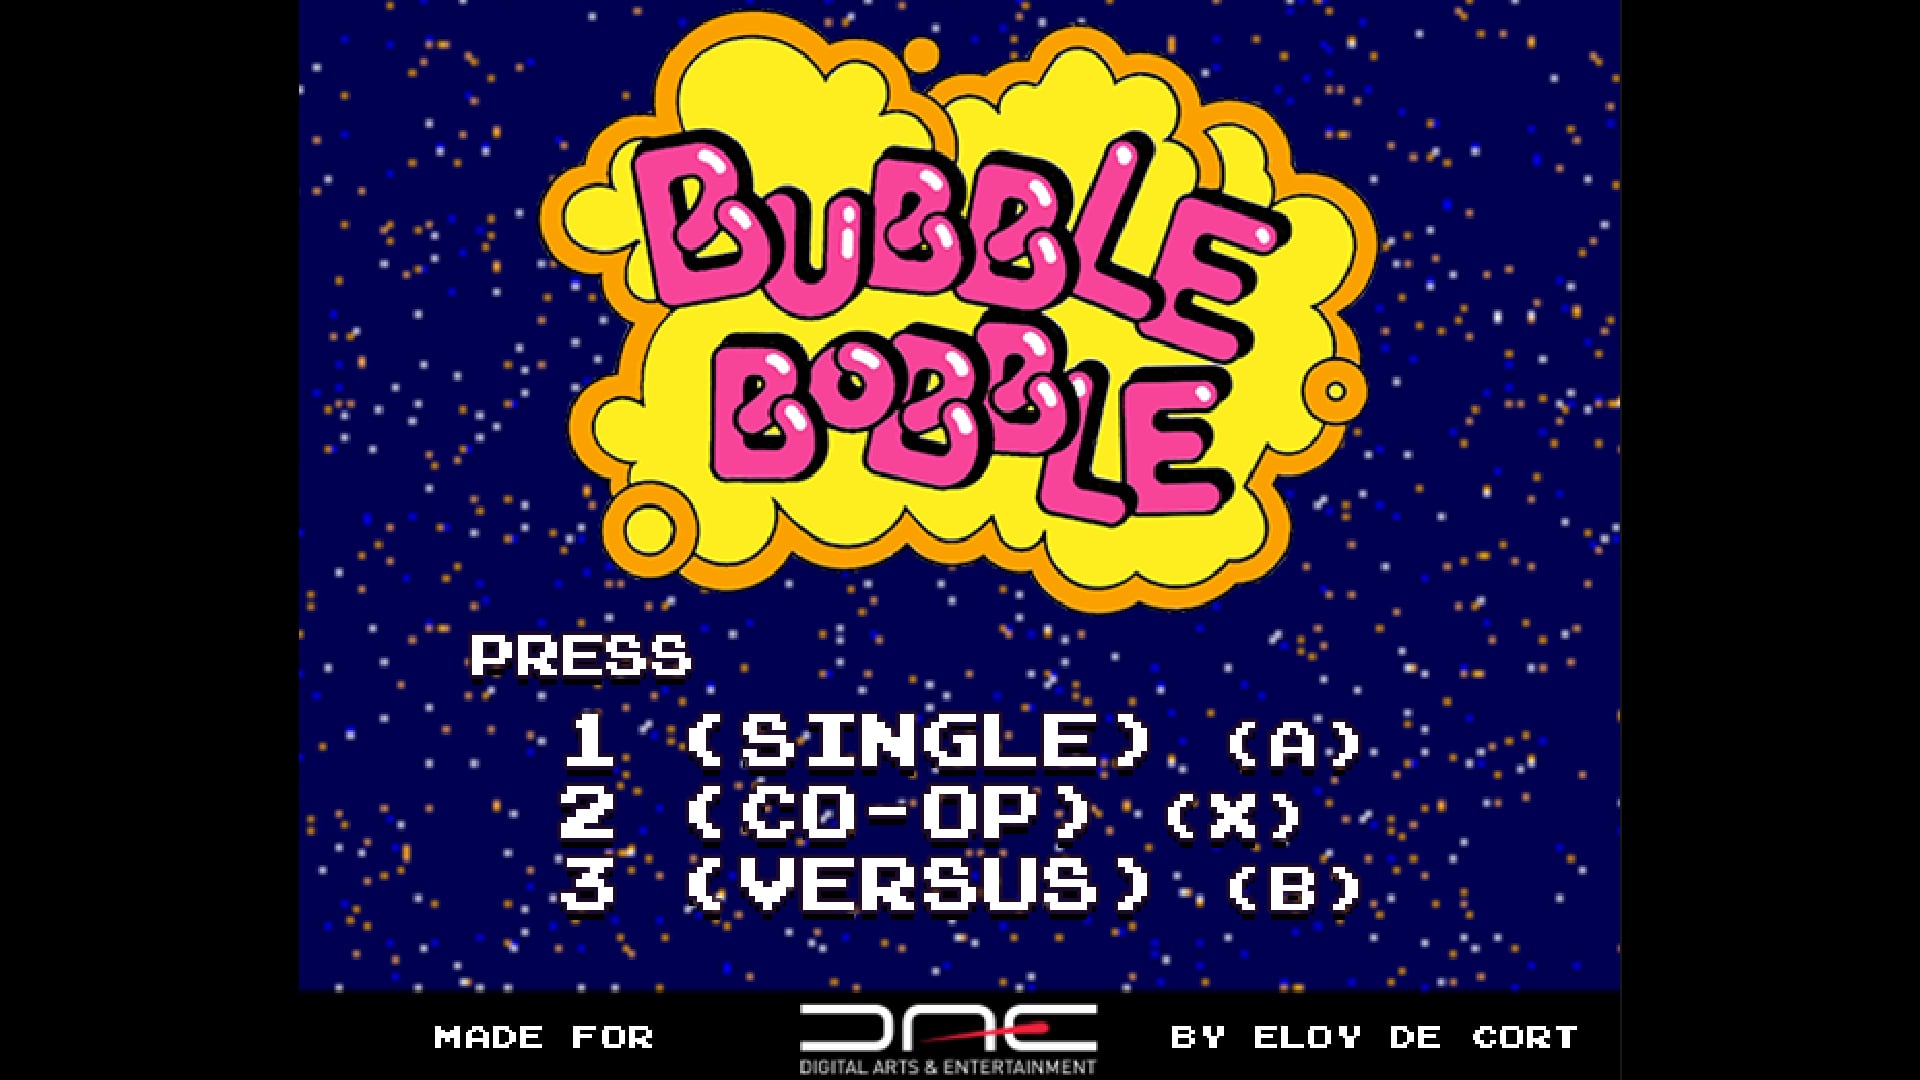 BUBBLE
BOBBLE
PRESS
1 (SINGLE) (A)
2 (CO-OP) (X)
3 (VERSUS) (B)
MADE FOR
DAE
DIGITAL ARTS & ENTERTAINMENT
BY ELOY DE CORT